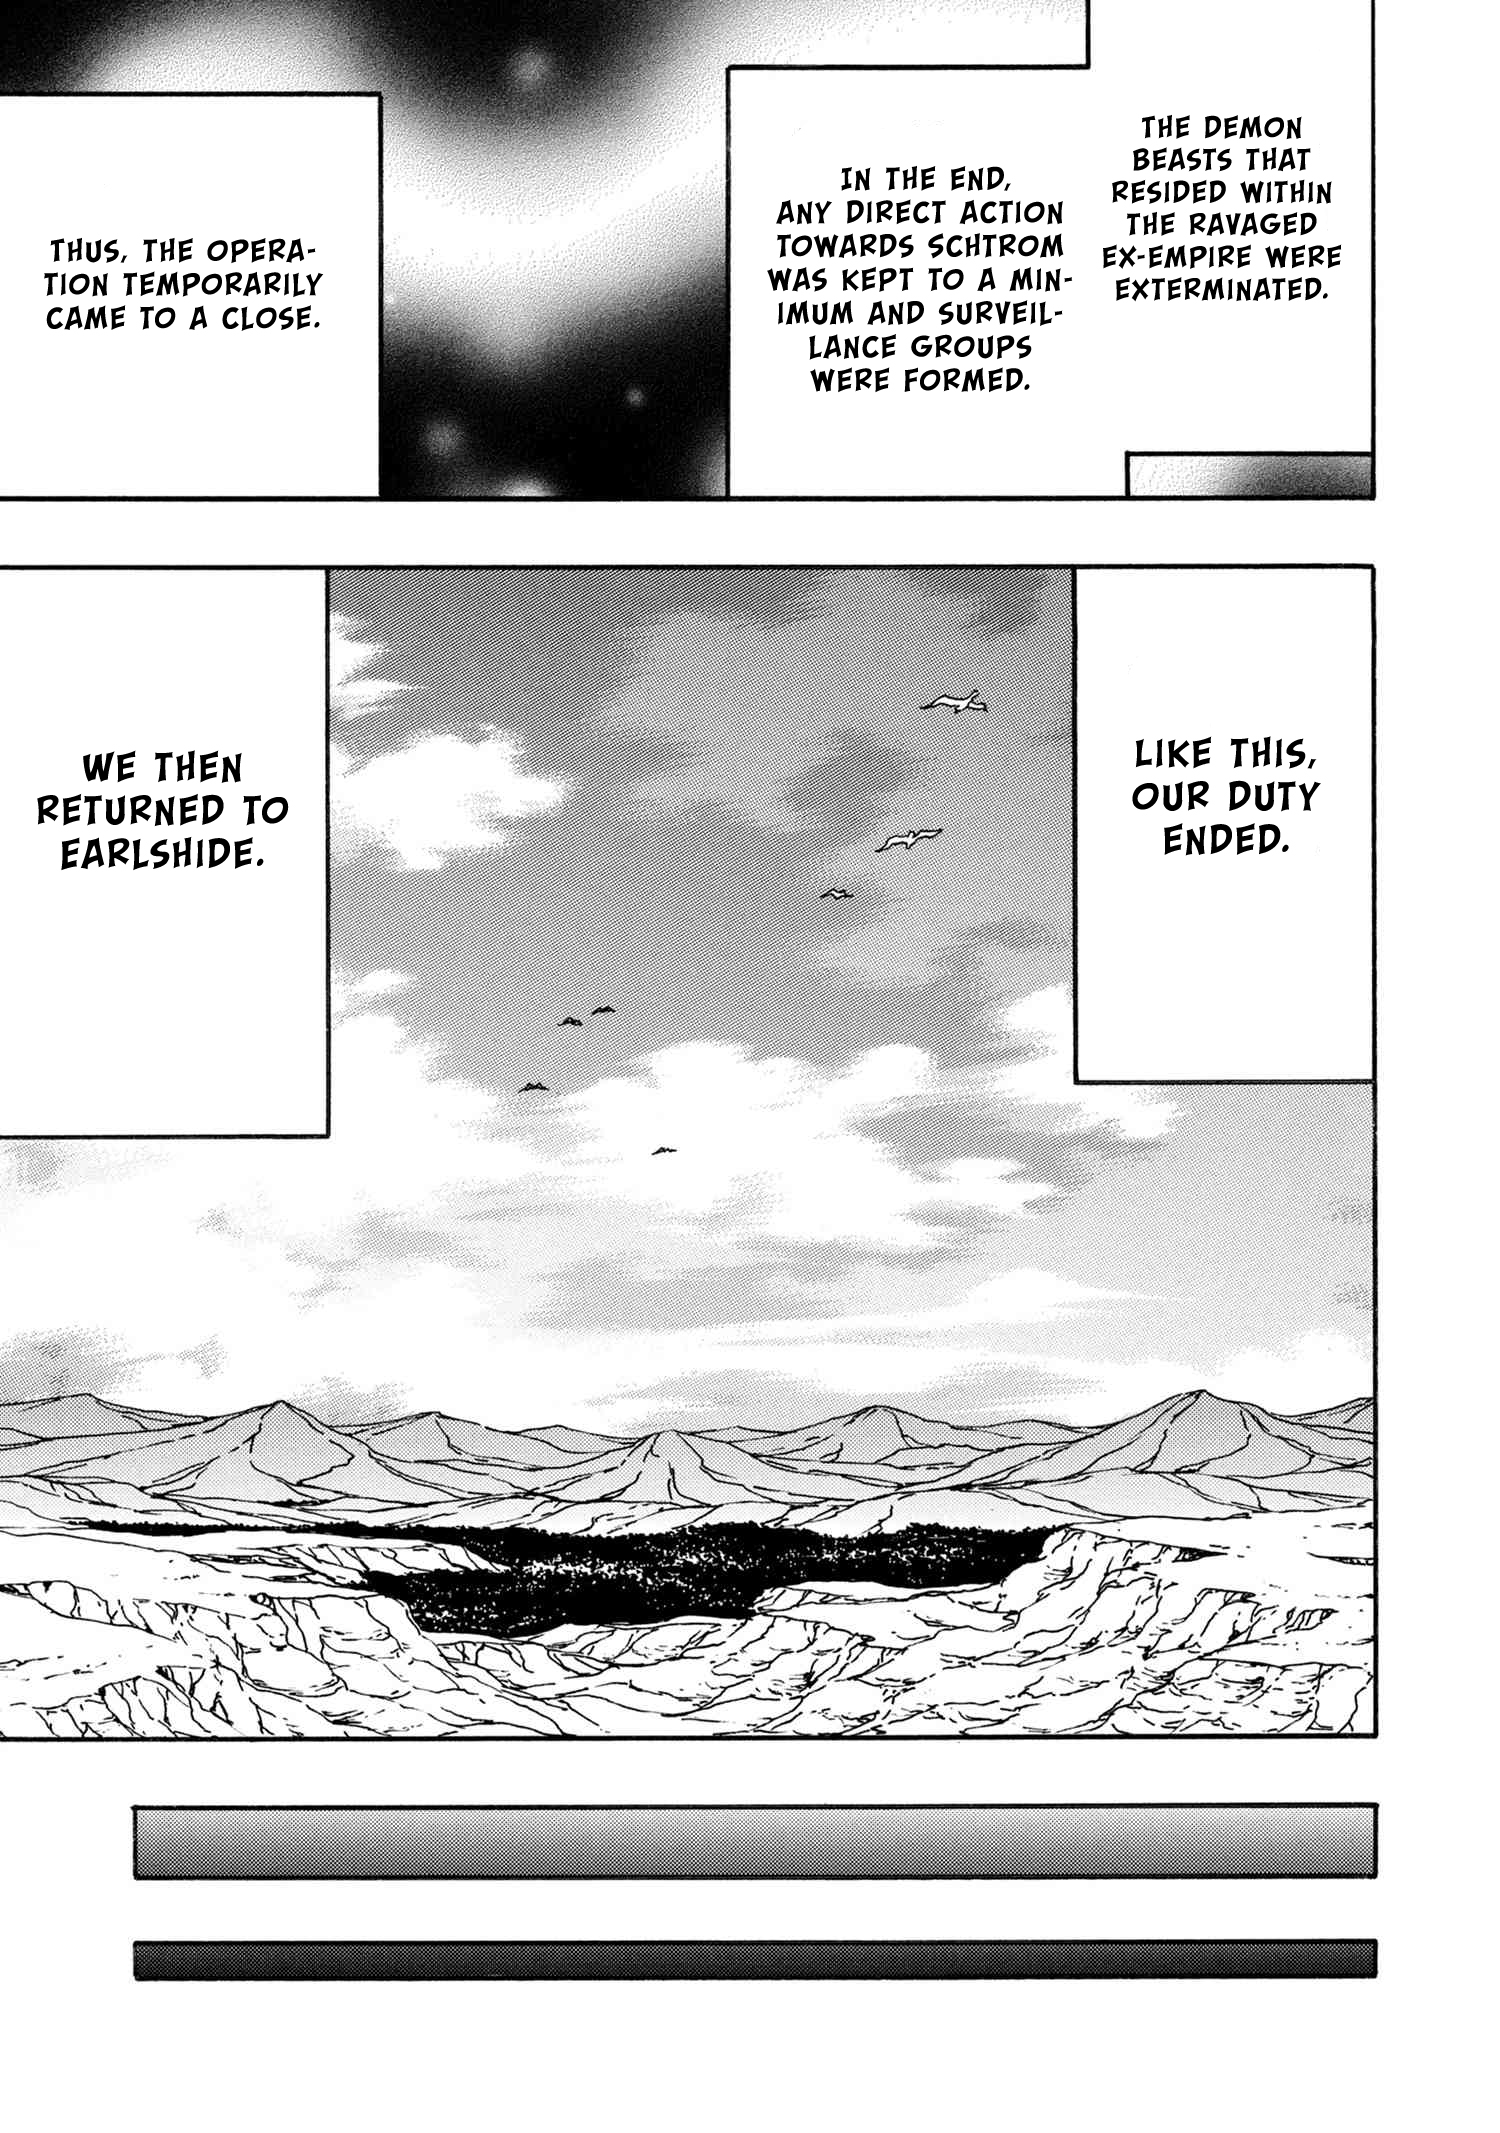 THE DEMON
BEASTS THAT
RESIDED WITHIN
THE RAVAGED
EX-EMPIRE WERE
EXTERMINATED.
IN THE END,
ANY DIRECT ACTION
TOWARDS SCHTROM
WAS KEPT TO A MIN-
IMUM AND SURVEIL-
LANCE GROUPS
WERE FORMED.
THUS, THE OPERA-
TION TEMPORARILY
CAME TO A CLOSE.
LIKE THIS,
OUR DUTY
ENDED.
WE THEN
RETURNED TO
EARLSHIDE.